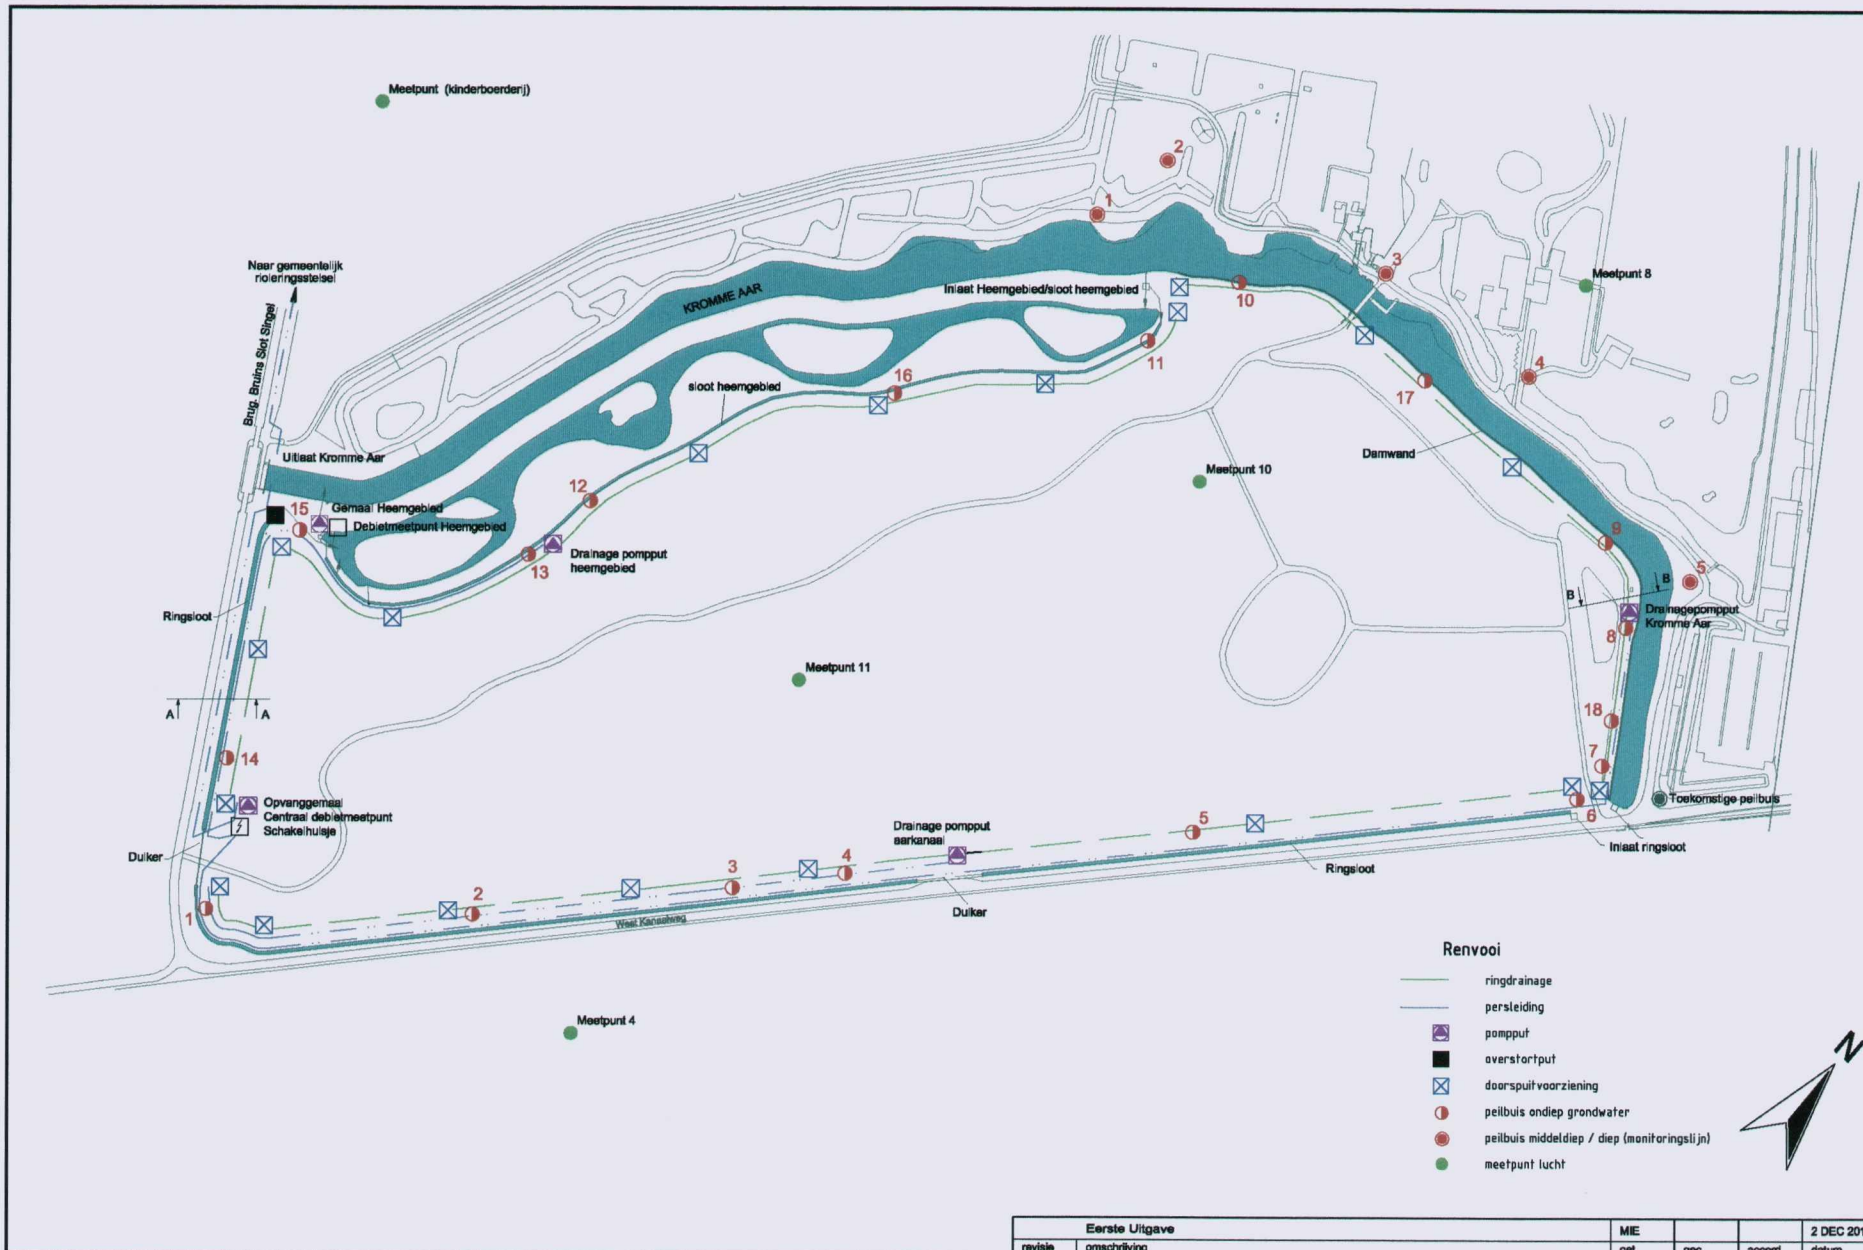 Meetpunt (kinderboerderij)
2
1
Naar gemeentelijk
rioleringsstelsel
3
Meetpunt 8
KROMME AAR
Inlaat Heemgebied/sloot heemgebied
10
Brug. Bruins Slot Singel
11
4
sloot heemgebied
16
17
Uitlaat Kromme Aar
Damwand
Meetpunt 10
12
15
Gemaal Heemgebied
Debietmeetpunt Heemgebied
9
13
Drainage pompput
heemgebied
5
B
B
Ringsloot
Drainagepompput
Kromme Aar
8
Meetpunt 11
A
A
18
14
7
Opvanggemaal
Centraal debietmeetpunt
Schakelhuisje
Toekomstige peilbuis
6
Duiker
Drainage pompput
aarkanaal
5
Inlaat ringsloot
4
3
Ringsloot
2
1
West Kanaalweg
Duiker
Meetpunt 4
Renvooi
ringdrainage
persleiding
pompput
overstortput
doorspuitvoorziening
peilbuis ondiep grondwater
peilbuis middeldiep / diep (monitoringslijn)
meetpunt lucht
N
Eerste Uitgave MIE 2 DEC 201
revisie omschrijving get. gec. accoord datum